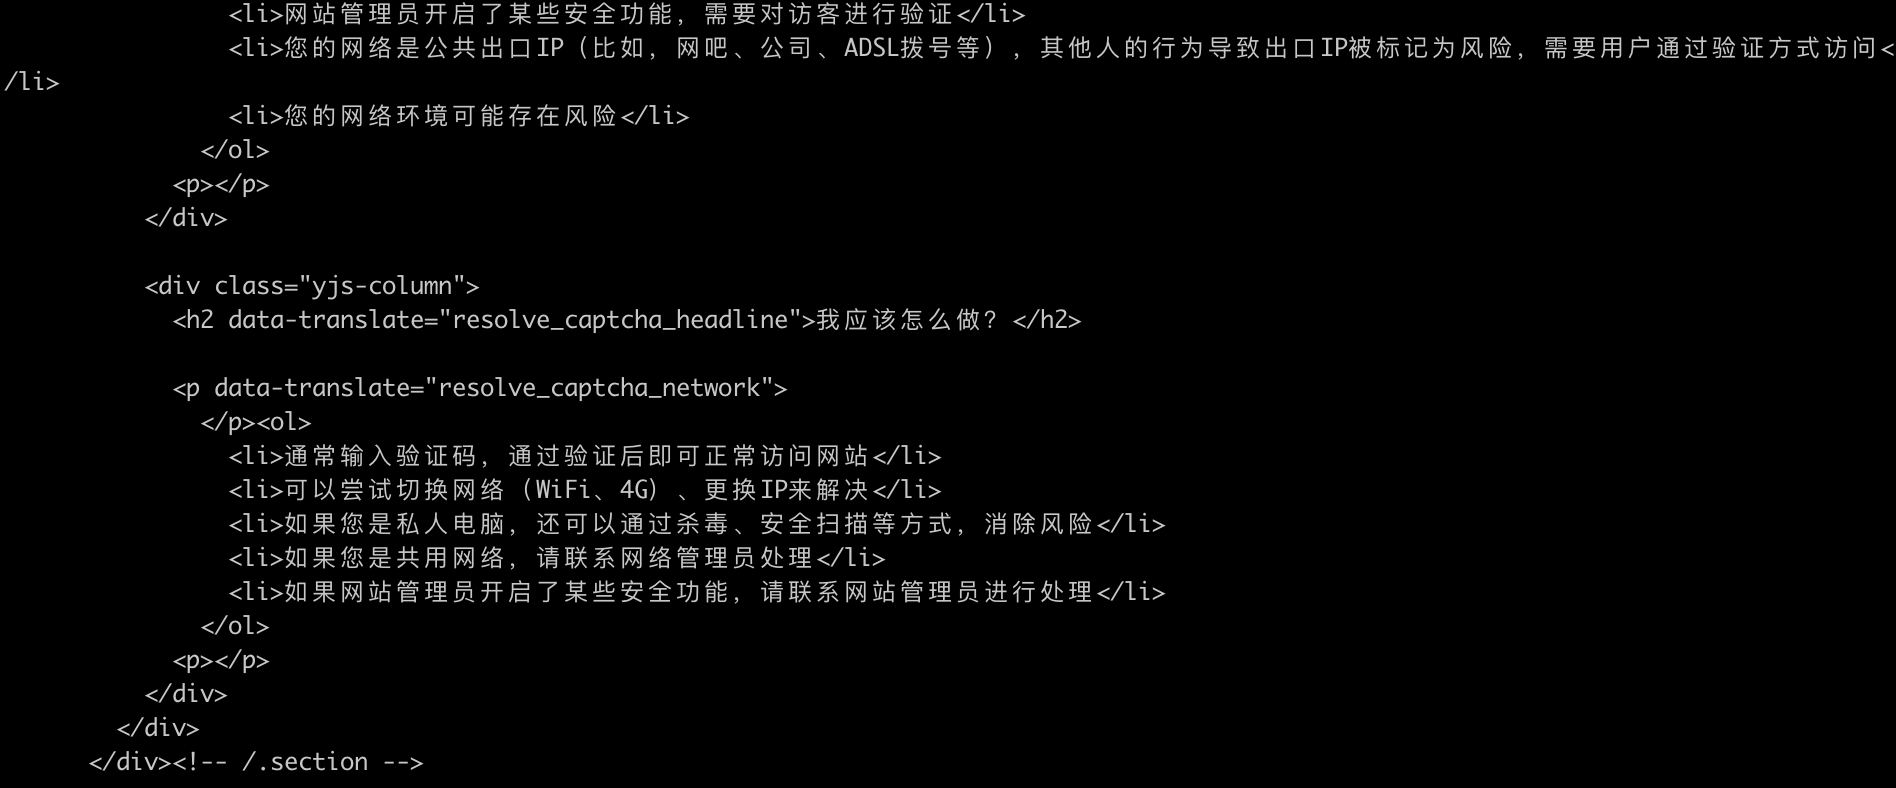 <li>网站管理员开启了某些安全功能，需要对访客进行验证</li>
<li>您的网络是公共出口IP（比如，网吧、公司、ADSL拨号等），其他人的行为导致出口IP被标记为风险，需要用户通过验证方式访问<
/li>
<li>您的网络环境可能存在风险</li>
</ol>
<p></p>
</div>
<div class="yjs-column">
<h2 data-translate="resolve_captcha_headline">我应该怎么做？</h2>
<p data-translate="resolve_captcha_network">
</p><ol>
<li>通常输入验证码，通过验证后即可正常访问网站</li>
<li>可以尝试切换网络（WiFi、4G）、更换IP来解决</li>
<li>如果您是私人电脑，还可以通过杀毒、安全扫描等方式，消除风险</li>
<li>如果您是共用网络，请联系网络管理员处理</li>
<li>如果网站管理员开启了某些安全功能，请联系网站管理员进行处理</li>
</ol>
<p></p>
</div>
</div>
</div><!-- /.section -->